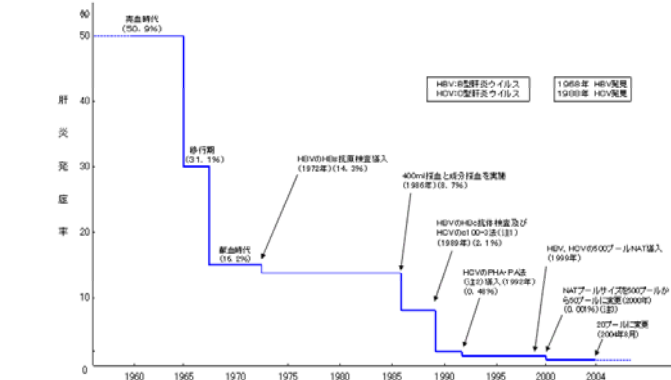 (%)
売血時代
(50.9%)
50
HBV:B型肝炎ウイルス
HCV:C型肝炎ウイルス
1968年 HBV発見
1988年 HCV発見
肝炎発症率
40
移行期
(31.1%)
30
HBVのHBs抗原検査導入
(1972年)(14.3%)
400ml採血と成分採血を実施
(1986年)(8.7%)
HBVのHBc抗体検査及び
HCVのc100-3法(注1)
(1989年)(2.1%)
20
献血時代
(16.2%)
HCVのPHA・PA法
(注2)導入(1992年)
(0.48%)
HBV, HCVの500プールNAT導入
(1999年)
NATプールサイズを500プールか
ら50プールに変更(2000年)
(0.001%)(注3)
20プールに変更
(2004年8月)
10
0
1960 1965 1970 1975 1980 1985 1990 1995 2000 2004